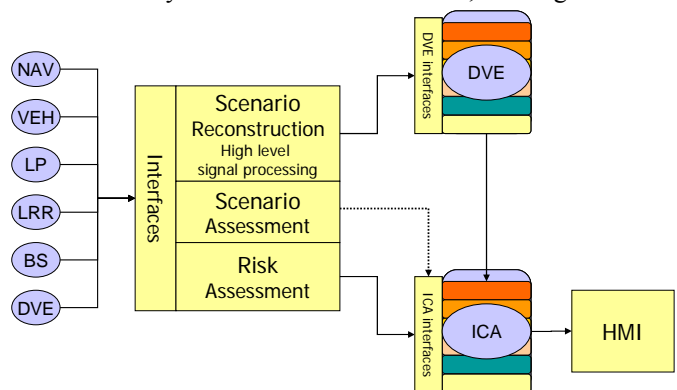 NAV
VEH
LP
LRR
BS
DVE
Interfaces
Scenario
Reconstruction
High level
signal processing
Scenario
Assessment
Risk
Assessment
DVE interfaces
DVE
ICA interfaces
ICA
HMI